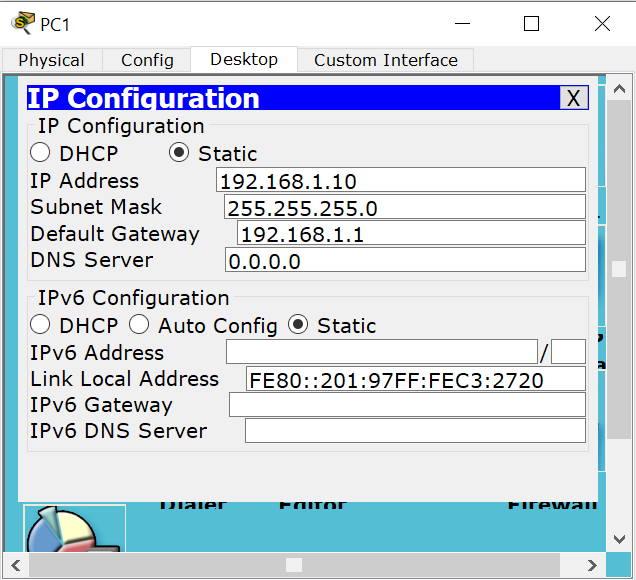 PC1
Physical Config Desktop Custom Interface
IP Configuration X
IP Configuration
DHCP Static
IP Address 192.168.1.10
Subnet Mask 255.255.255.0
Default Gateway 192.168.1.1
DNS Server 0.0.0.0
IPv6 Configuration
DHCP Auto Config Static
IPv6 Address /
Link Local Address FE80::201:97FF:FEC3:2720
IPv6 Gateway
IPv6 DNS Server
Dialer Editor Firewall